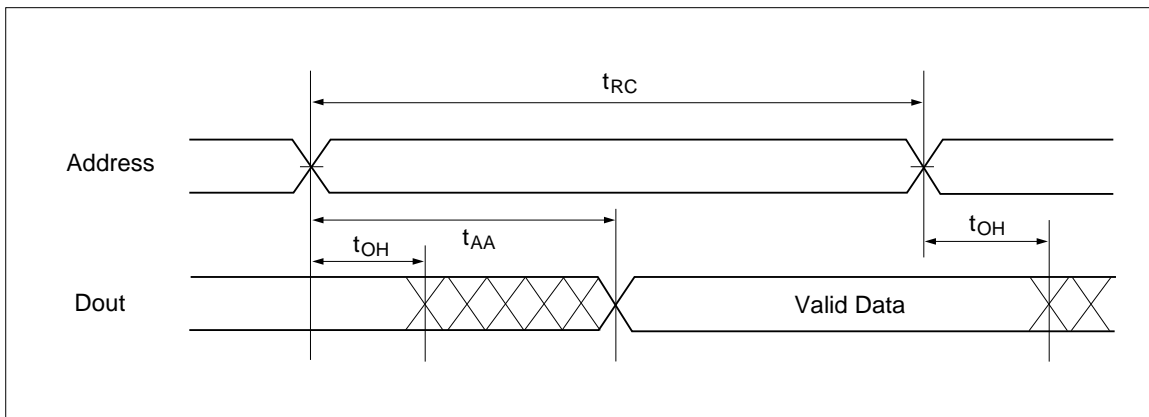 tRC
Address
tAA
tOH
tOH
Dout
Valid Data